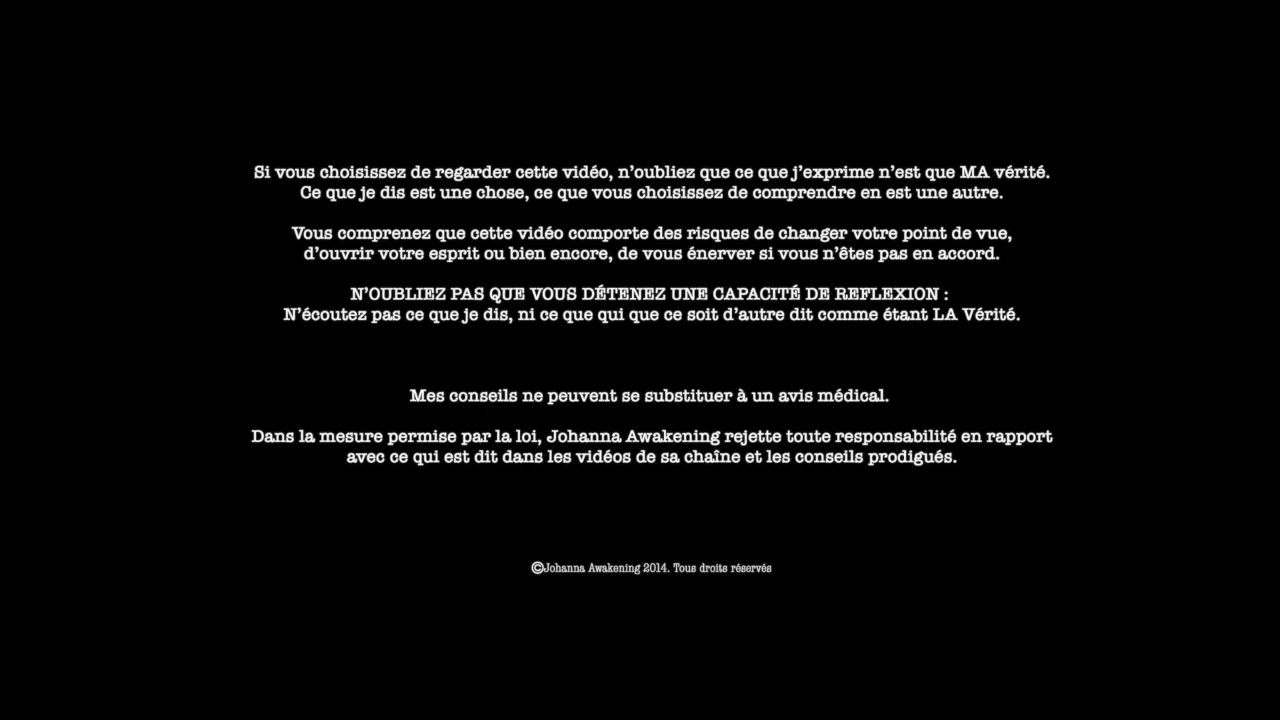 Si vous choisissez de regarder cette vidéo, n'oubliez que ce que j'exprime n'est que MA vérité.
Ce que je dis est une chose, ce que vous choisissez de comprendre en est une autre.
Vous comprenez que cette vidéo comporte des risques de changer votre point de vue,
d'ouvrir votre esprit ou bien encore, de vous énerver si vous n'êtes pas en accord.
N'OUBLIEZ PAS QUE VOUS DÉTENEZ UNE CAPACITÉ DE REFLEXION :
N'écoutez pas ce que je dis, ni ce que qui que ce soit d'autre dit comme étant LA Vérité.
Mes conseils ne peuvent se substituer à un avis médical.
Dans la mesure permise par la loi, Johanna Awakening rejette toute responsabilité en rapport
avec ce qui est dit dans les vidéos de sa chaîne et les conseils prodigués.
©Johanna Awakening 2014. Tous droits réservés